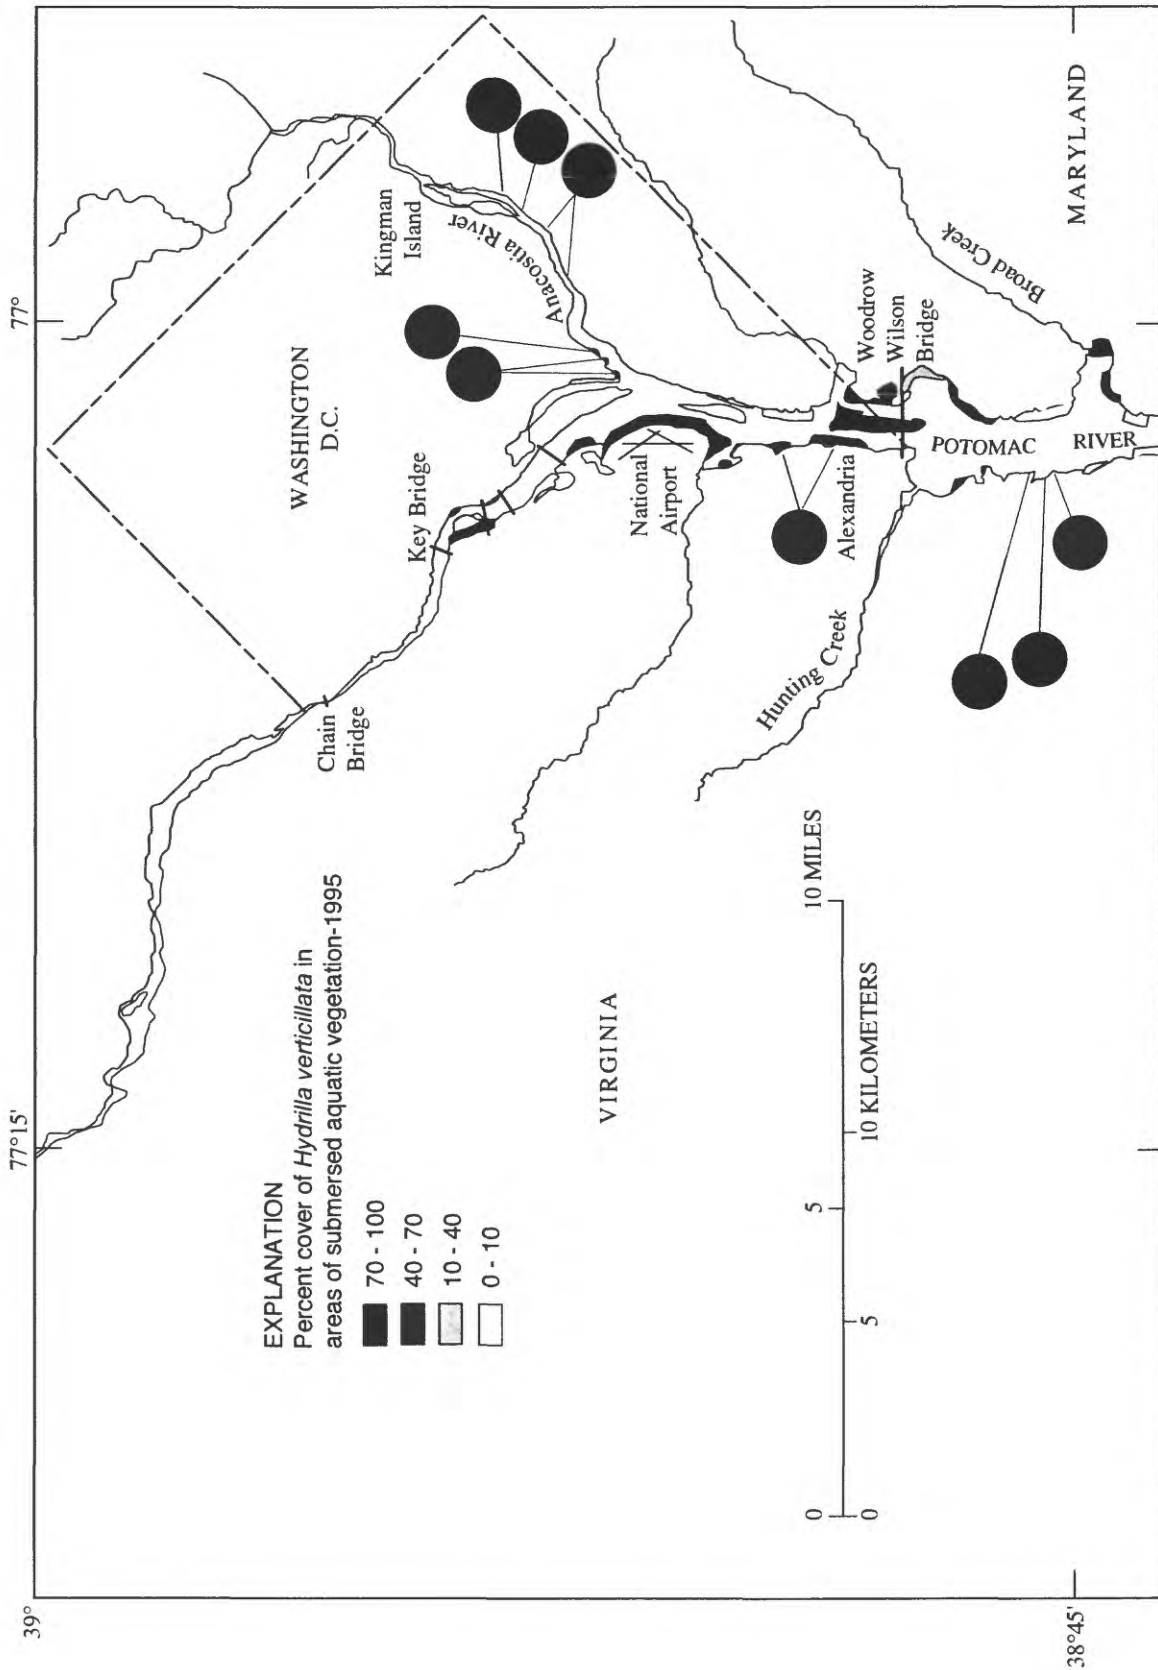 39°
38°45'
77°15'
77°
EXPLANATION
Percent cover of Hydrilla verticillata in
areas of submersed aquatic vegetation-1995
70 - 100
40 - 70
10 - 40
0 - 10
WASHINGTON
D.C.
Kingman
Island
Anacostia River
Key Bridge
Chain
Bridge
National
Airport
Alexandria
Woodrow
Wilson
Bridge
Broad Creek
Hunting Creek
POTOMAC RIVER
MARYLAND
VIRGINIA
0 5 10 MILES
0 5 10 KILOMETERS